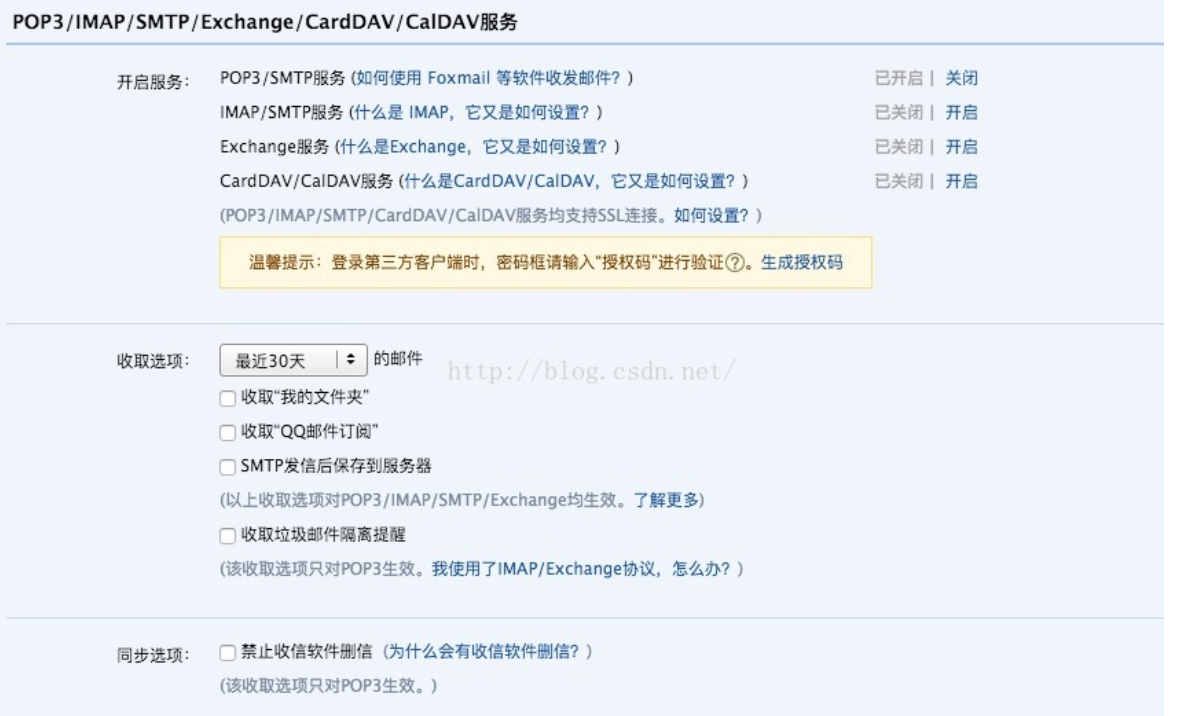 POP3/IMAP/SMTP/Exchange/CardDAV/CalDAV服务
开启服务： POP3/SMTP服务 (如何使用 Foxmail 等软件收发邮件？) 已开启 | 关闭
IMAP/SMTP服务 (什么是 IMAP，它又是如何设置？) 已关闭 | 开启
Exchange服务 (什么是Exchange，它又是如何设置？) 已关闭 | 开启
CardDAV/CalDAV服务 (什么是CardDAV/CalDAV，它又是如何设置？) 已关闭 | 开启
(POP3/IMAP/SMTP/CardDAV/CalDAV服务均支持SSL连接。如何设置？)
温馨提示：登录第三方客户端时，密码框请输入“授权码”进行验证?。生成授权码
收取选项： 最近30天 的邮件
http://blog.csdn.net/
收取“我的文件夹”
收取“QQ邮件订阅”
SMTP发信后保存到服务器
(以上收取选项对POP3/IMAP/SMTP/Exchange均生效。了解更多)
收取垃圾邮件隔离提醒
(该收取选项只对POP3生效。我使用了IMAP/Exchange协议，怎么办？)
同步选项： 禁止收信软件删信 (为什么会有收信软件删信？)
(该收取选项只对POP3生效。)